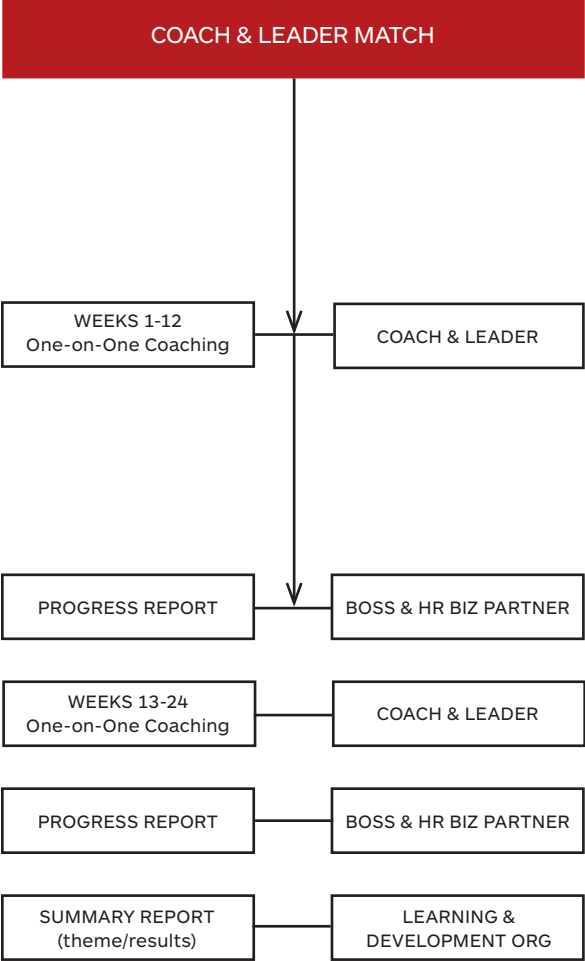 COACH & LEADER MATCH
WEEKS 1-12
One-on-One Coaching
COACH & LEADER
PROGRESS REPORT
BOSS & HR BIZ PARTNER
WEEKS 13-24
One-on-One Coaching
COACH & LEADER
PROGRESS REPORT
BOSS & HR BIZ PARTNER
SUMMARY REPORT
(theme/results)
LEARNING &
DEVELOPMENT ORG